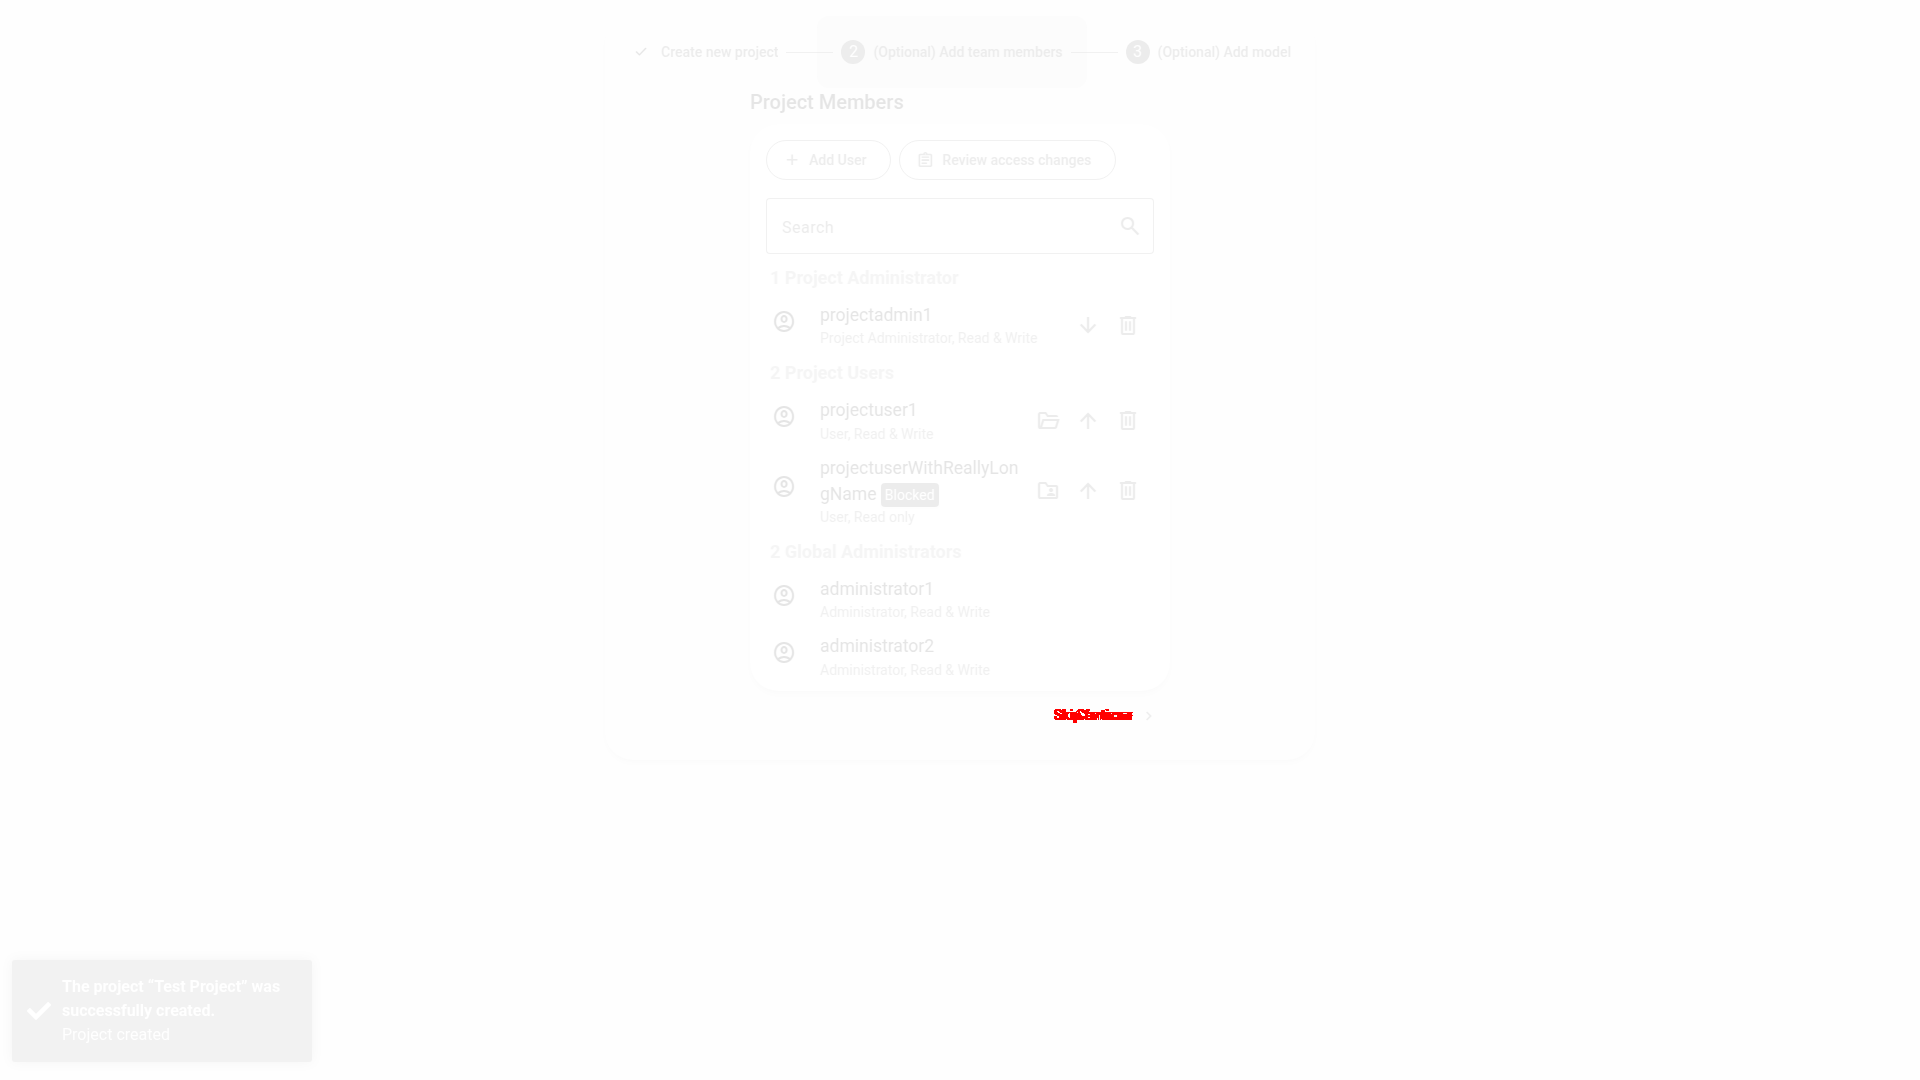 Create new project 2 (Optional) Add team members 3 (Optional) Add model
Project Members
Add User Review access changes
Search
1 Project Administrator
projectadmin1
Project Administrator, Read & Write
2 Project Users
projectuser1
User, Read & Write
projectuserWithReallyLon
gName Blocked
User, Read only
2 Global Administrators
administrator1
Administrator, Read & Write
administrator2
Administrator, Read & Write
The project “Test Project” was
successfully created.
Project created